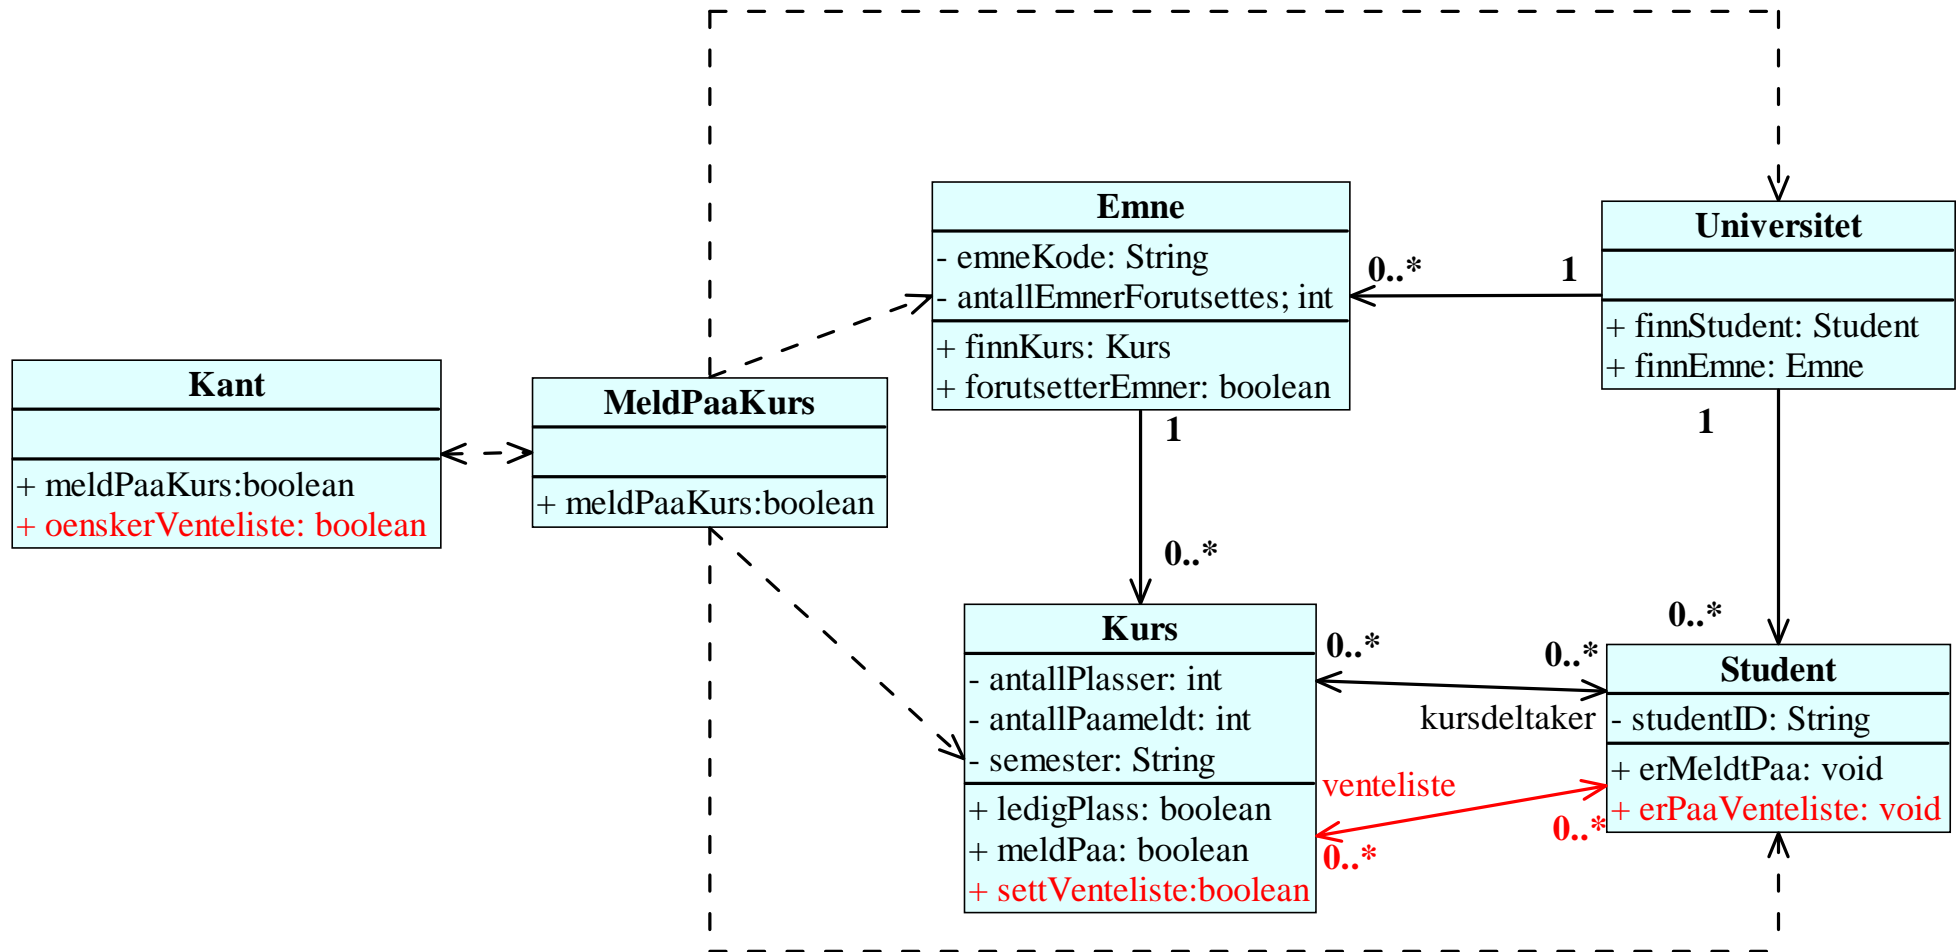 Emne
- emneKode: String
- antallEmnerForutsettes; int
+ finnKurs: Kurs
+ forutsetterEmner: boolean
0..*
1
Universitet
+ finnStudent: Student
+ finnEmne: Emne
Kant
+ meldPaaKurs:boolean
+ oenskerVenteliste: boolean
MeldPaaKurs
+ meldPaaKurs:boolean
1
0..*
1
0..*
Kurs
- antallPlasser: int
- antallPaameldt: int
- semester: String
+ ledigPlass: boolean
+ meldPaa: boolean
+ settVenteliste:boolean
0..*
0..*
kursdeltaker
venteliste
0..*
0..*
Student
- studentID: String
+ erMeldtPaa: void
+ erPaaVenteliste: void